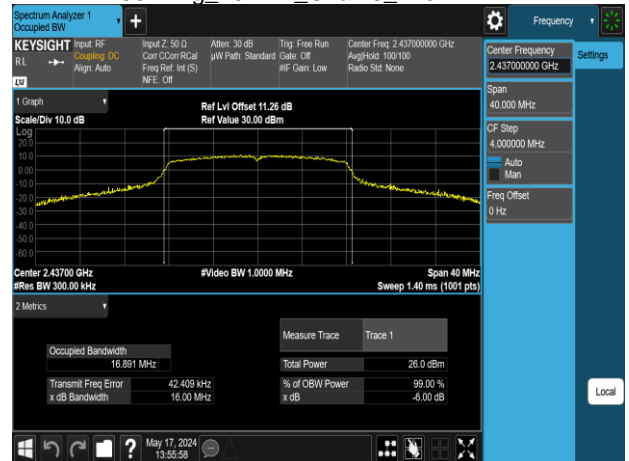 Spectrum Analyzer 1
Occupied BW
Frequency
KEYSIGHT
RL
LXI
Input: RF
Coupling: DC
Align: Auto
Input Z: 50 Ω
Corr CCorr RCal
Freq Ref: Int (S)
NFE: Off
Atten: 30 dB
µW Path: Standard
Trig: Free Run
Gate: Off
#IF Gain: Low
Center Freq: 2.437000000 GHz
Avg|Hold: 100/100
Radio Std: None
Center Frequency
2.437000000 GHz
Settings
Span
40.000 MHz
CF Step
4.000000 MHz
Auto
Man
Freq Offset
0 Hz
Local
1 Graph
Scale/Div 10.0 dB
Ref Lvl Offset 11.26 dB
Ref Value 30.00 dBm
Log
20.0
10.0
0.00
-10.0
-20.0
-30.0
-40.0
-50.0
-60.0
Center 2.43700 GHz
#Res BW 300.00 kHz
#Video BW 1.0000 MHz
Span 40 MHz
Sweep 1.40 ms (1001 pts)
2 Metrics
Measure Trace Trace 1
Occupied Bandwidth
16.891 MHz
Total Power 26.0 dBm
Transmit Freq Error 42.409 kHz
% of OBW Power 99.00 %
x dB Bandwidth 16.00 MHz
x dB -6.00 dB
May 17, 2024
13:55:58